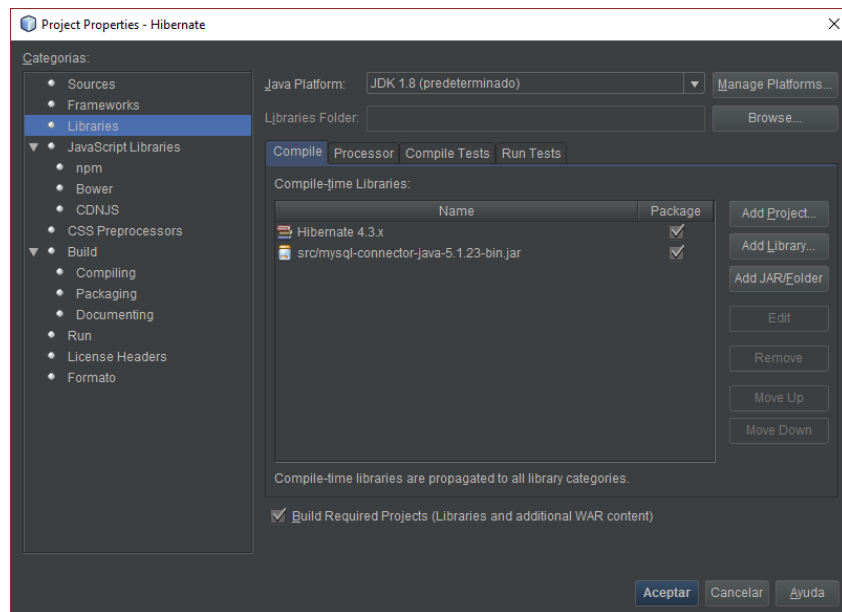 Project Properties - Hibernate
Categorias:
Sources
Frameworks
Libraries
JavaScript Libraries
npm
Bower
CDNJS
CSS Preprocessors
Build
Compiling
Packaging
Documenting
Run
License Headers
Formato
Java Platform: JDK 1.8 (predeterminado) Manage Platforms...
Libraries Folder: Browse...
Compile Processor Compile Tests Run Tests
Compile-time Libraries:
Name Package
Hibernate 4.3.x
src/mysql-connector-java-5.1.23-bin.jar
Add Project...
Add Library...
Add JAR/Folder
Edit
Remove
Move Up
Move Down
Compile-time libraries are propagated to all library categories.
Build Required Projects (Libraries and additional WAR content)
Aceptar Cancelar Ayuda